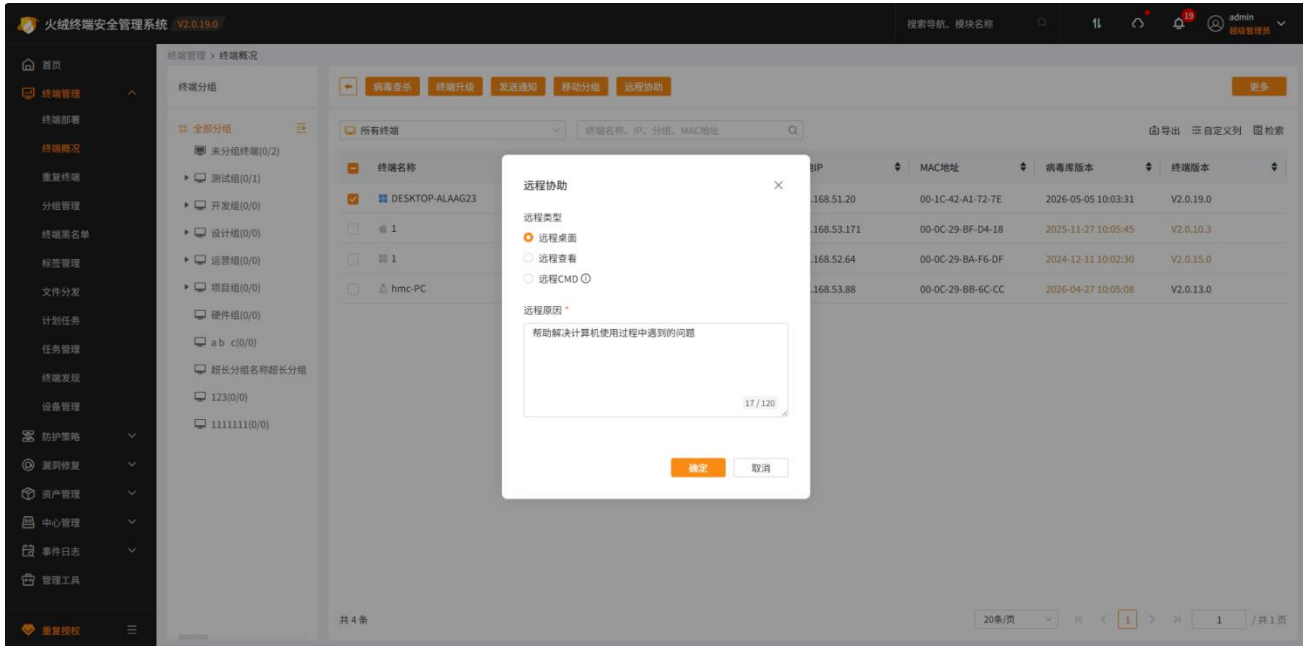 火绒终端安全管理系统 V2.0.19.0 搜索导航、模块名称 19 admin 超级管理员
首页
终端管理
终端部署
终端概况
重复终端
分组管理
终端黑名单
标签管理
文件分发
计划任务
任务管理
终端发现
设备管理
防护策略
漏洞修复
资产管理
中心管理
事件日志
管理工具
重复授权
终端管理 > 终端概况
终端分组
全部分组
未分组终端(0/2)
测试组(0/1)
开发组(0/0)
设计组(0/0)
运营组(0/0)
项目组(0/0)
硬件组(0/0)
a b c(0/0)
超长分组名称超长分组
123(0/0)
1111111(0/0)
病毒查杀 终端升级 发送通知 移动分组 远程协助 更多
所有终端 终端名称、IP、分组、MAC地址 导出 自定义列 检索
终端名称 IP MAC地址 病毒库版本 终端版本
DESKTOP-ALAAG23 .168.51.20 00-1C-42-A1-72-7E 2026-05-05 10:03:31 V2.0.19.0
1 .168.53.171 00-0C-29-BF-D4-18 2025-11-27 10:05:45 V2.0.10.3
1 .168.52.64 00-0C-29-BA-F6-DF 2024-12-11 10:02:30 V2.0.15.0
hmc-PC .168.53.88 00-0C-29-BB-6C-CC 2026-04-27 10:05:08 V2.0.13.0
远程协助
远程类型
远程桌面
远程查看
远程CMD
远程原因 *
帮助解决计算机使用过程中遇到的问题
17 / 120
确定 取消
共 4 条 20条/页 1 1 / 共 1 页